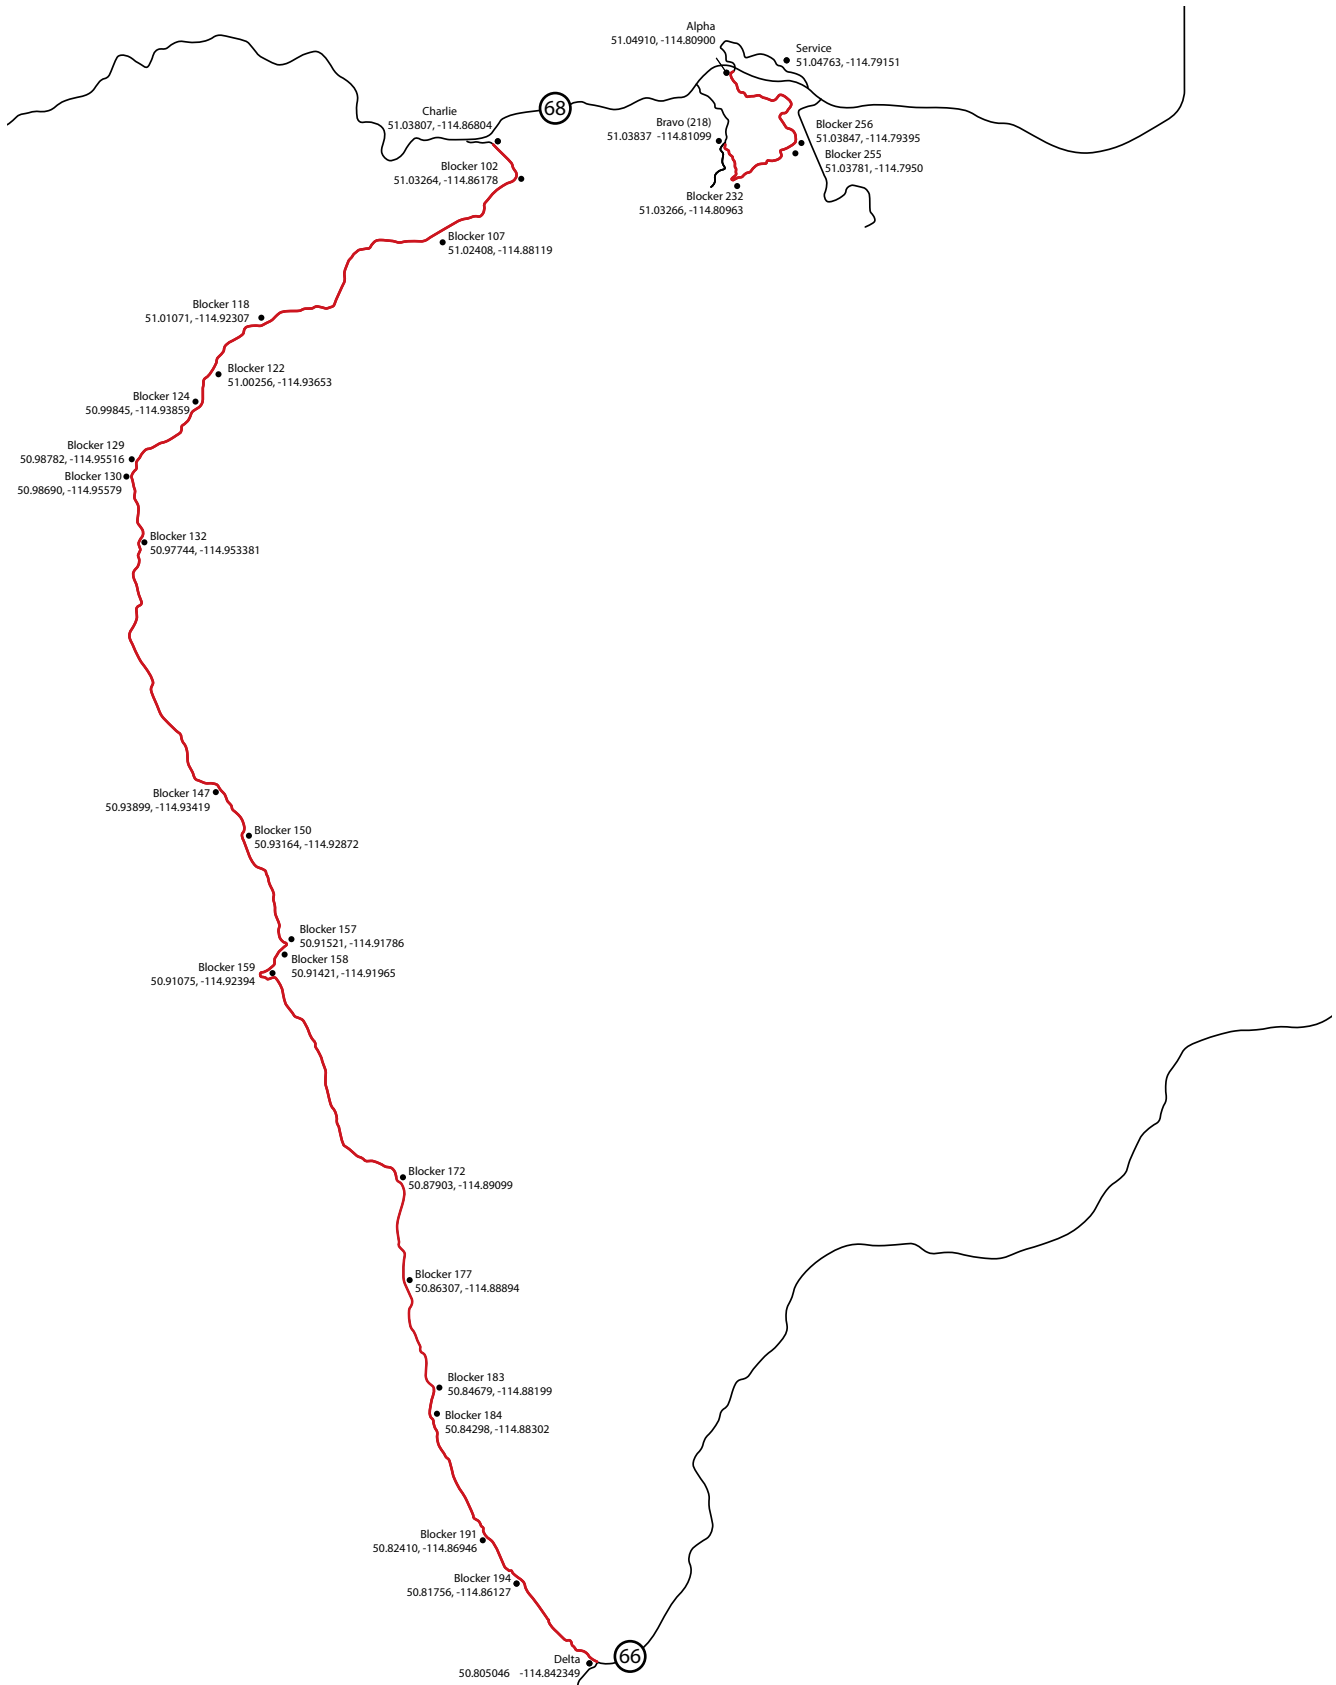 Alpha
51.04910, -114.80900
Service
51.04763, -114.79151
68
Charlie
51.03807, -114.86804
Bravo (218)
51.03837 -114.81099
Blocker 256
51.03847, -114.79395
Blocker 255
51.03781, -114.7950
Blocker 102
51.03264, -114.86178
Blocker 232
51.03266, -114.80963
Blocker 107
51.02408, -114.88119
Blocker 118
51.01071, -114.92307
Blocker 122
51.00256, -114.93653
Blocker 124
50.99845, -114.93859
Blocker 129
50.98782, -114.95516
Blocker 130
50.98690, -114.95579
Blocker 132
50.97744, -114.953381
Blocker 147
50.93899, -114.93419
Blocker 150
50.93164, -114.92872
Blocker 157
50.91521, -114.91786
Blocker 158
50.91421, -114.91965
Blocker 159
50.91075, -114.92394
Blocker 172
50.87903, -114.89099
Blocker 177
50.86307, -114.88894
Blocker 183
50.84679, -114.88199
Blocker 184
50.84298, -114.88302
Blocker 191
50.82410, -114.86946
Blocker 194
50.81756, -114.86127
66
Delta
50.805046 -114.842349